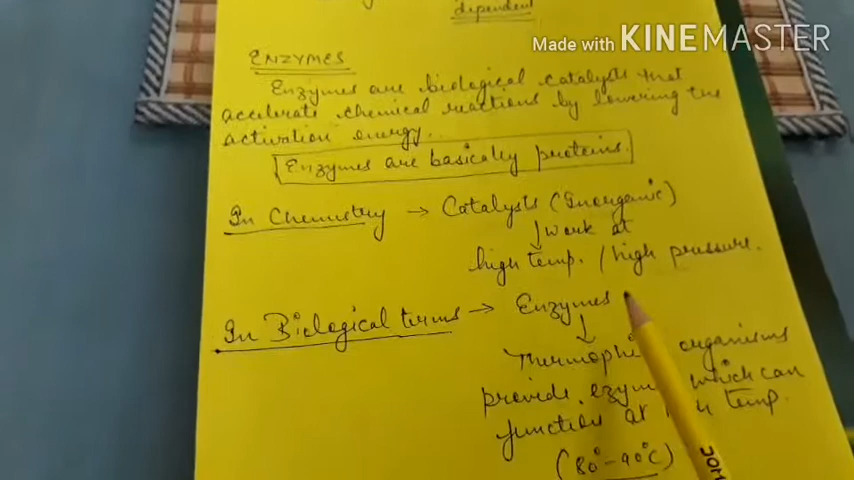 dependent
Made with KINEMASTER
ENZYMES
Enzymes are biological catalysts that
accelerate chemical reactions by lowering the
activation energy.
Enzymes are basically proteins.
In Chemistry → Catalysts (Inorganic)
↓ work at
high temp. / high pressure.
In Biological terms → Enzymes
↓
organisms
provide which can
function at temp.
(80°-90°C)
JOM